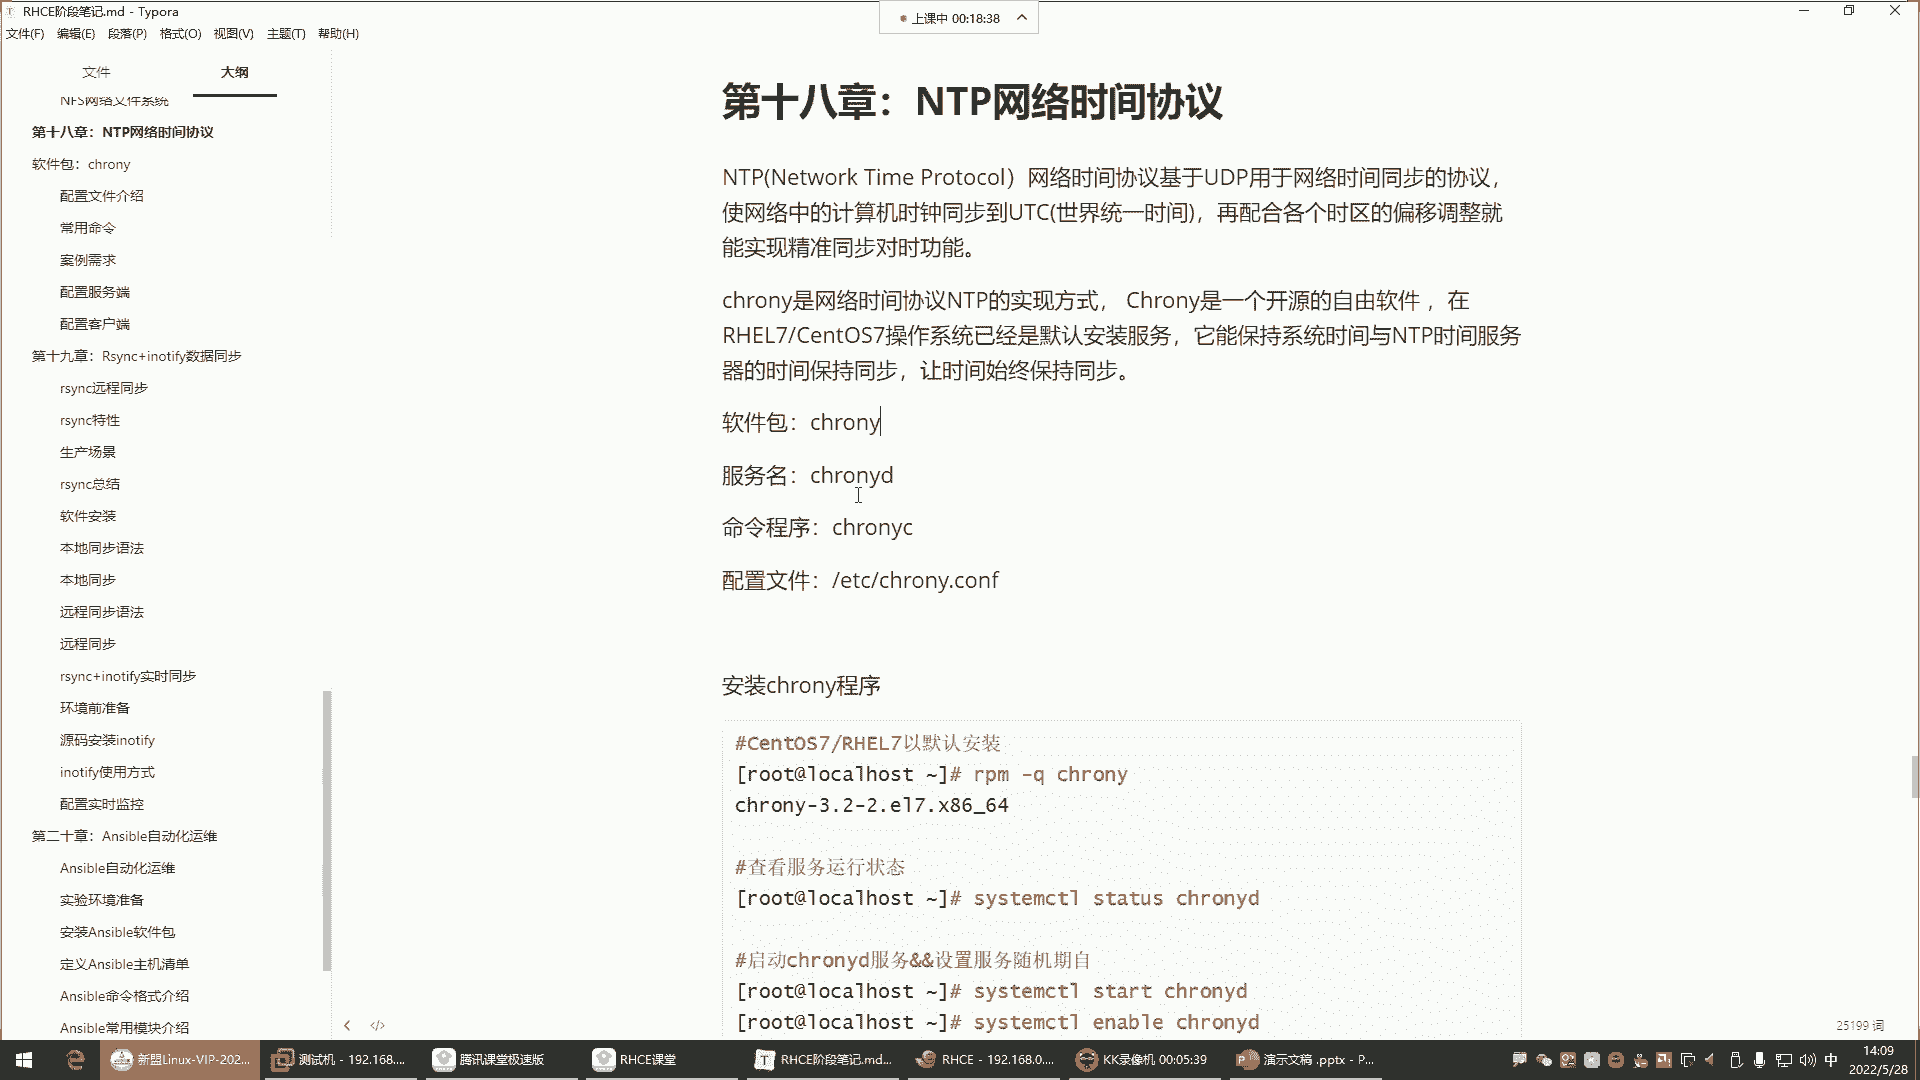 RHCE阶段笔记.md - Typora
上课中 00:18:38
文件(F) 编辑(E) 段落(P) 格式(O) 视图(V) 主题(T) 帮助(H)
文件 大纲
NFS网络文件系统
第十八章：NTP网络时间协议
软件包：chrony
配置文件介绍
常用命令
案例需求
配置服务端
配置客户端
第十九章：Rsync+inotify数据同步
rsync远程同步
rsync特性
生产场景
rsync总结
软件安装
本地同步语法
本地同步
远程同步语法
远程同步
rsync+inotify实时同步
环境前准备
源码安装inotify
inotify使用方式
配置实时监控
第二十章：Ansible自动化运维
Ansible自动化运维
实验环境准备
安装Ansible软件包
定义Ansible主机清单
Ansible命令格式介绍
Ansible常用模块介绍
第十八章：NTP网络时间协议
NTP(Network Time Protocol）网络时间协议基于UDP用于网络时间同步的协议，
使网络中的计算机时钟同步到UTC(世界统一时间)，再配合各个时区的偏移调整就
能实现精准同步对时功能。
chrony是网络时间协议NTP的实现方式， Chrony是一个开源的自由软件 ，在
RHEL7/CentOS7操作系统已经是默认安装服务，它能保持系统时间与NTP时间服务
器的时间保持同步，让时间始终保持同步。
软件包：chrony
服务名：chronyd
命令程序：chronyc
配置文件：/etc/chrony.conf
安装chrony程序
#CentOS7/RHEL7以默认安装
[root@localhost ~]# rpm -q chrony
chrony-3.2-2.el7.x86_64
#查看服务运行状态
[root@localhost ~]# systemctl status chronyd
#启动chronyd服务&&设置服务随机期自
[root@localhost ~]# systemctl start chronyd
[root@localhost ~]# systemctl enable chronyd
25199 词
新盟Linux-VIP-202... 测试机 - 192.168.... 腾讯课堂极速版 RHCE课堂 RHCE阶段笔记.md... RHCE - 192.168.0.... KK录像机 00:05:39 演示文稿 .pptx - P... 中
14:09
2022/5/28